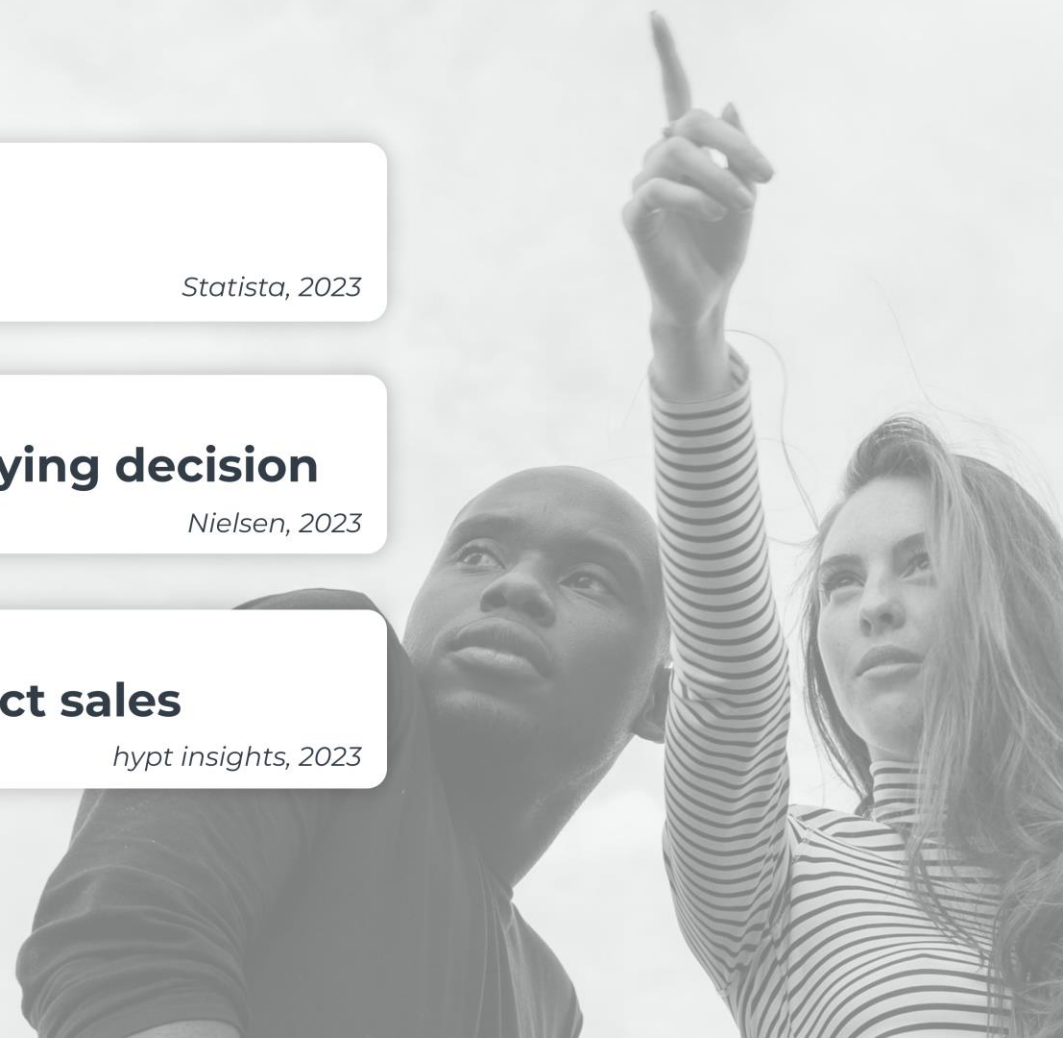 Statista, 2023
ying decision
Nielsen, 2023
ct sales
hypt insights, 2023